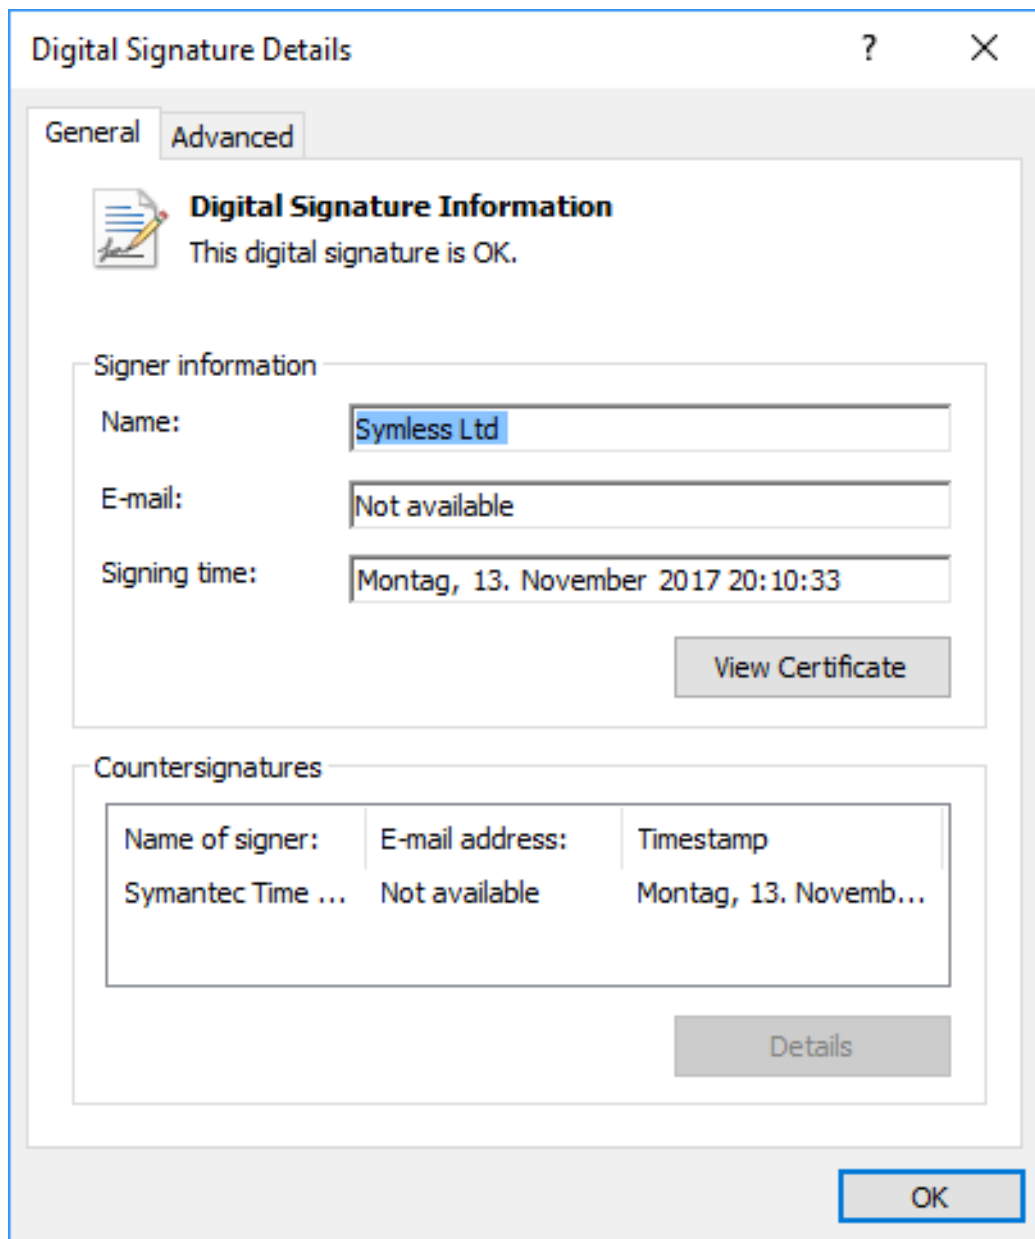 Digital Signature Details
?
General
Advanced
Digital Signature Information
This digital signature is OK.
Signer information
Name:
Symless Ltd
E-mail:
Not available
Signing time:
Montag, 13. November 2017 20:10:33
View Certificate
Countersignatures
Name of signer: E-mail address: Timestamp
Symantec Time ... Not available Montag, 13. Novemb...
Details
OK